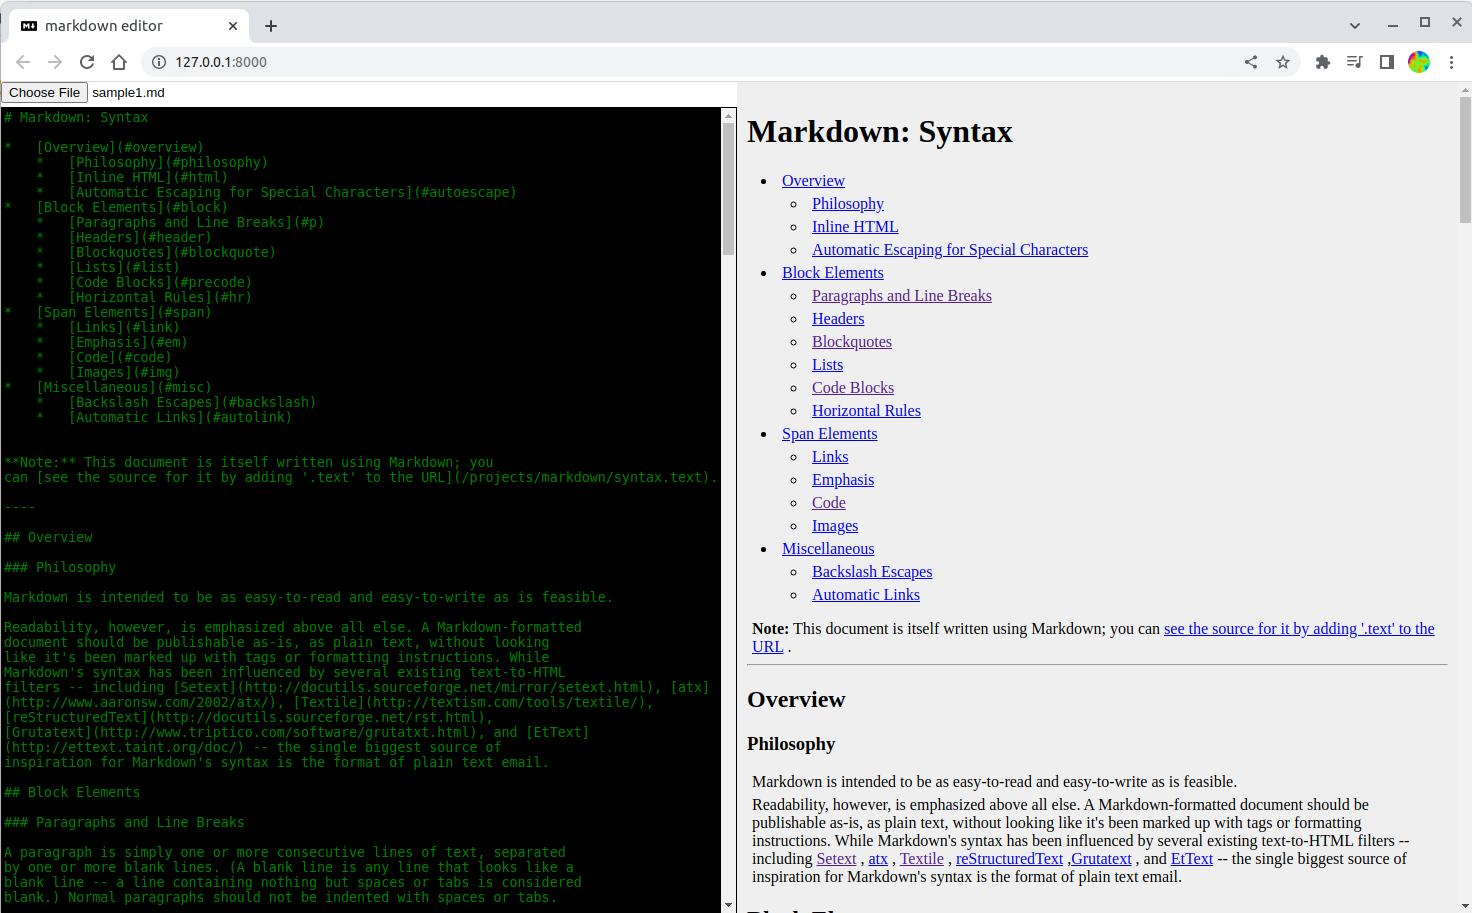 markdown editor
127.0.0.1:8000
Choose File sample1.md
# Markdown: Syntax
*   [Overview](#overview)
    *   [Philosophy](#philosophy)
    *   [Inline HTML](#html)
    *   [Automatic Escaping for Special Characters](#autoescape)
*   [Block Elements](#block)
    *   [Paragraphs and Line Breaks](#p)
    *   [Headers](#header)
    *   [Blockquotes](#blockquote)
    *   [Lists](#list)
    *   [Code Blocks](#precode)
    *   [Horizontal Rules](#hr)
*   [Span Elements](#span)
    *   [Links](#link)
    *   [Emphasis](#em)
    *   [Code](#code)
    *   [Images](#img)
*   [Miscellaneous](#misc)
    *   [Backslash Escapes](#backslash)
    *   [Automatic Links](#autolink)
**Note:** This document is itself written using Markdown; you
can [see the source for it by adding '.text' to the URL](/projects/markdown/syntax.text).
----
## Overview
### Philosophy
Markdown is intended to be as easy-to-read and easy-to-write as is feasible.
Readability, however, is emphasized above all else. A Markdown-formatted
document should be publishable as-is, as plain text, without looking
like it's been marked up with tags or formatting instructions. While
Markdown's syntax has been influenced by several existing text-to-HTML
filters -- including [Setext](http://docutils.sourceforge.net/mirror/setext.html), [atx]
(http://www.aaronsw.com/2002/atx/), [Textile](http://textism.com/tools/textile/),
[reStructuredText](http://docutils.sourceforge.net/rst.html),
[Grutatext](http://www.triptico.com/software/grutatxt.html), and [EtText]
(http://ettext.taint.org/doc/) -- the single biggest source of
inspiration for Markdown's syntax is the format of plain text email.
## Block Elements
### Paragraphs and Line Breaks
A paragraph is simply one or more consecutive lines of text, separated
by one or more blank lines. (A blank line is any line that looks like a
blank line -- a line containing nothing but spaces or tabs is considered
blank.) Normal paragraphs should not be indented with spaces or tabs.
Markdown: Syntax
Overview
Philosophy
Inline HTML
Automatic Escaping for Special Characters
Block Elements
Paragraphs and Line Breaks
Headers
Blockquotes
Lists
Code Blocks
Horizontal Rules
Span Elements
Links
Emphasis
Code
Images
Miscellaneous
Backslash Escapes
Automatic Links
Note: This document is itself written using Markdown; you can see the source for it by adding '.text' to the
URL .
Overview
Philosophy
Markdown is intended to be as easy-to-read and easy-to-write as is feasible.
Readability, however, is emphasized above all else. A Markdown-formatted document should be
publishable as-is, as plain text, without looking like it's been marked up with tags or formatting
instructions. While Markdown's syntax has been influenced by several existing text-to-HTML filters --
including Setext , atx , Textile , reStructuredText ,Grutatext , and EtText -- the single biggest source of
inspiration for Markdown's syntax is the format of plain text email.